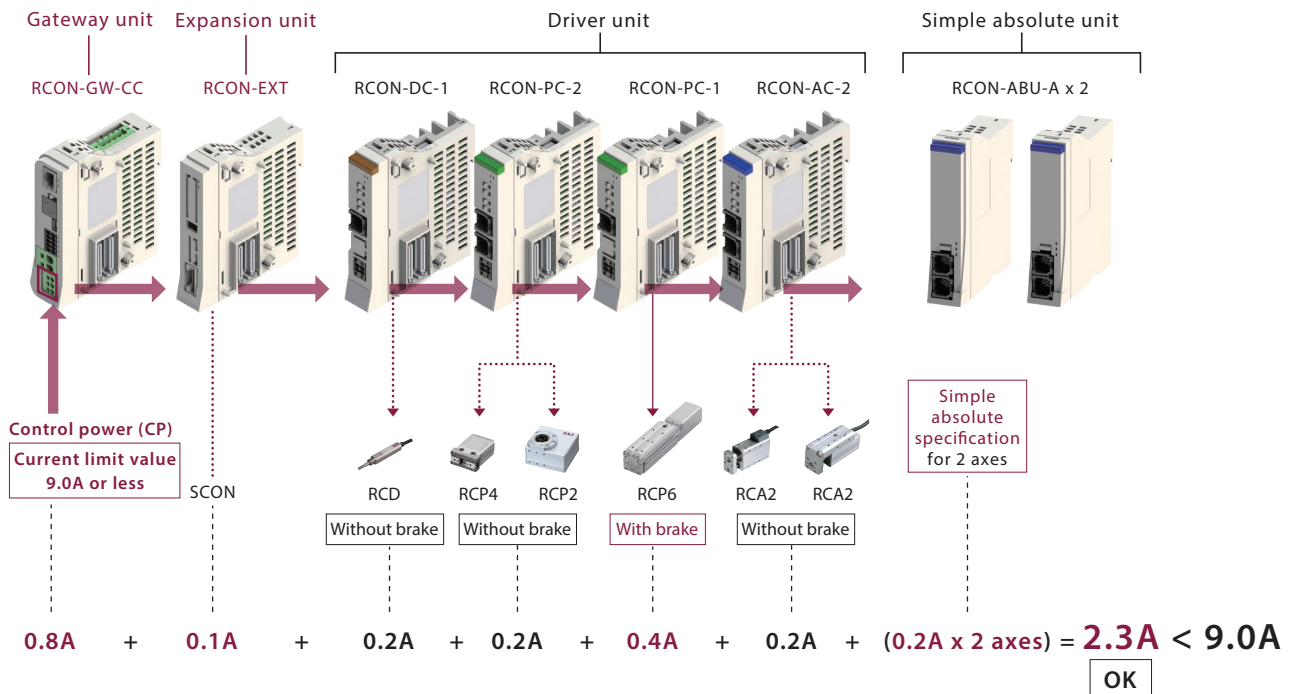 Gateway unit
Expansion unit
Driver unit
Simple absolute unit
RCON-GW-CC
RCON-EXT
RCON-DC-1
RCON-PC-2
RCON-PC-1
RCON-AC-2
RCON-ABU-A x 2
Control power (CP)
Current limit value
9.0A or less
SCON
RCD
RCP4
RCP2
RCP6
RCA2
RCA2
Simple
absolute
specification
for 2 axes
Without brake
Without brake
With brake
Without brake
0.8A + 0.1A + 0.2A + 0.2A + 0.4A + 0.2A + (0.2A x 2 axes) = 2.3A < 9.0A
OK